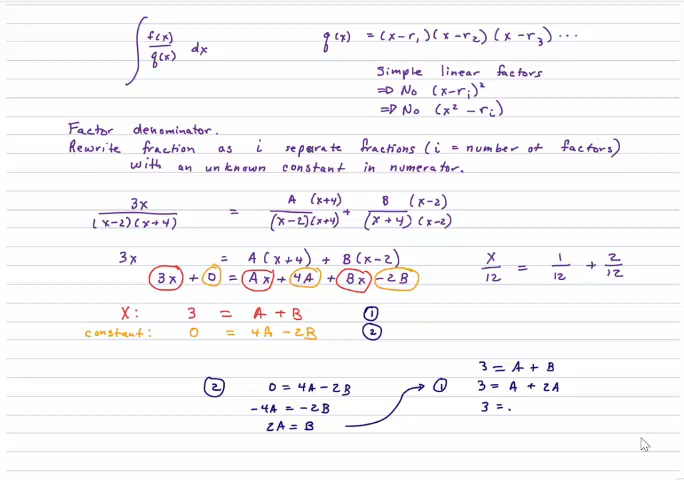 ∫ f(x)/q(x) dx
q(x) = (x-r₁)(x-r₂)(x-r₃)...
Simple linear factors
⇒ No (x-rᵢ)²
⇒ No (x² - rᵢ)
Factor denominator.
Rewrite fraction as i separate fractions (i = number of factors)
with an unknown constant in numerator.
3x/((x-2)(x+4)) = A (x+4)/((x-2)(x+4)) + B (x-2)/((x+4)(x-2))
3x = A(x+4) + B(x-2)
3x + 0 = Ax + 4A + Bx - 2B
x/12 = 1/12 + 2/12
X: 3 = A + B ①
constant: 0 = 4A - 2B ②
② 0 = 4A - 2B
-4A = -2B
2A = B
① 3 = A + B
3 = A + 2A
3 = .